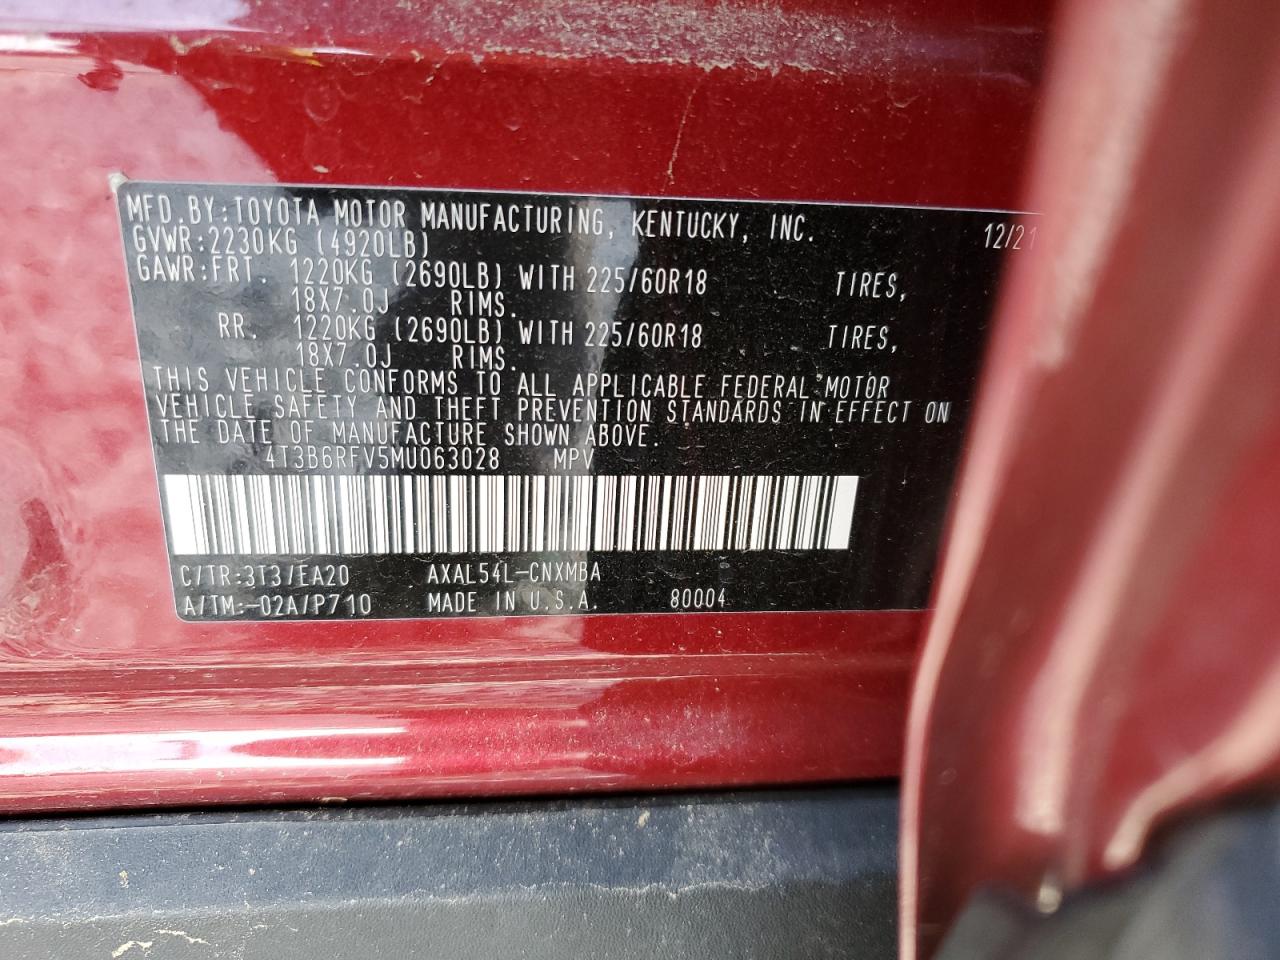 MFD.BY:TOYOTA MOTOR MANUFACTURING, KENTUCKY, INC. 12/21
GVWR:2230KG (4920LB)
GAWR:FRT. 1220KG (2690LB) WITH 225/60R18 TIRES,
18X7.0J RIMS.
RR. 1220KG (2690LB) WITH 225/60R18 TIRES,
18X7.0J RIMS.
THIS VEHICLE CONFORMS TO ALL APPLICABLE FEDERAL MOTOR
VEHICLE SAFETY AND THEFT PREVENTION STANDARDS IN EFFECT ON
THE DATE OF MANUFACTURE SHOWN ABOVE.
4T3B6RFV5MU063028 MPV
C/TR:3T3/EA20 AXAL54L-CNXMBA
A/TM:-02A/P710 MADE IN U.S.A. 80004